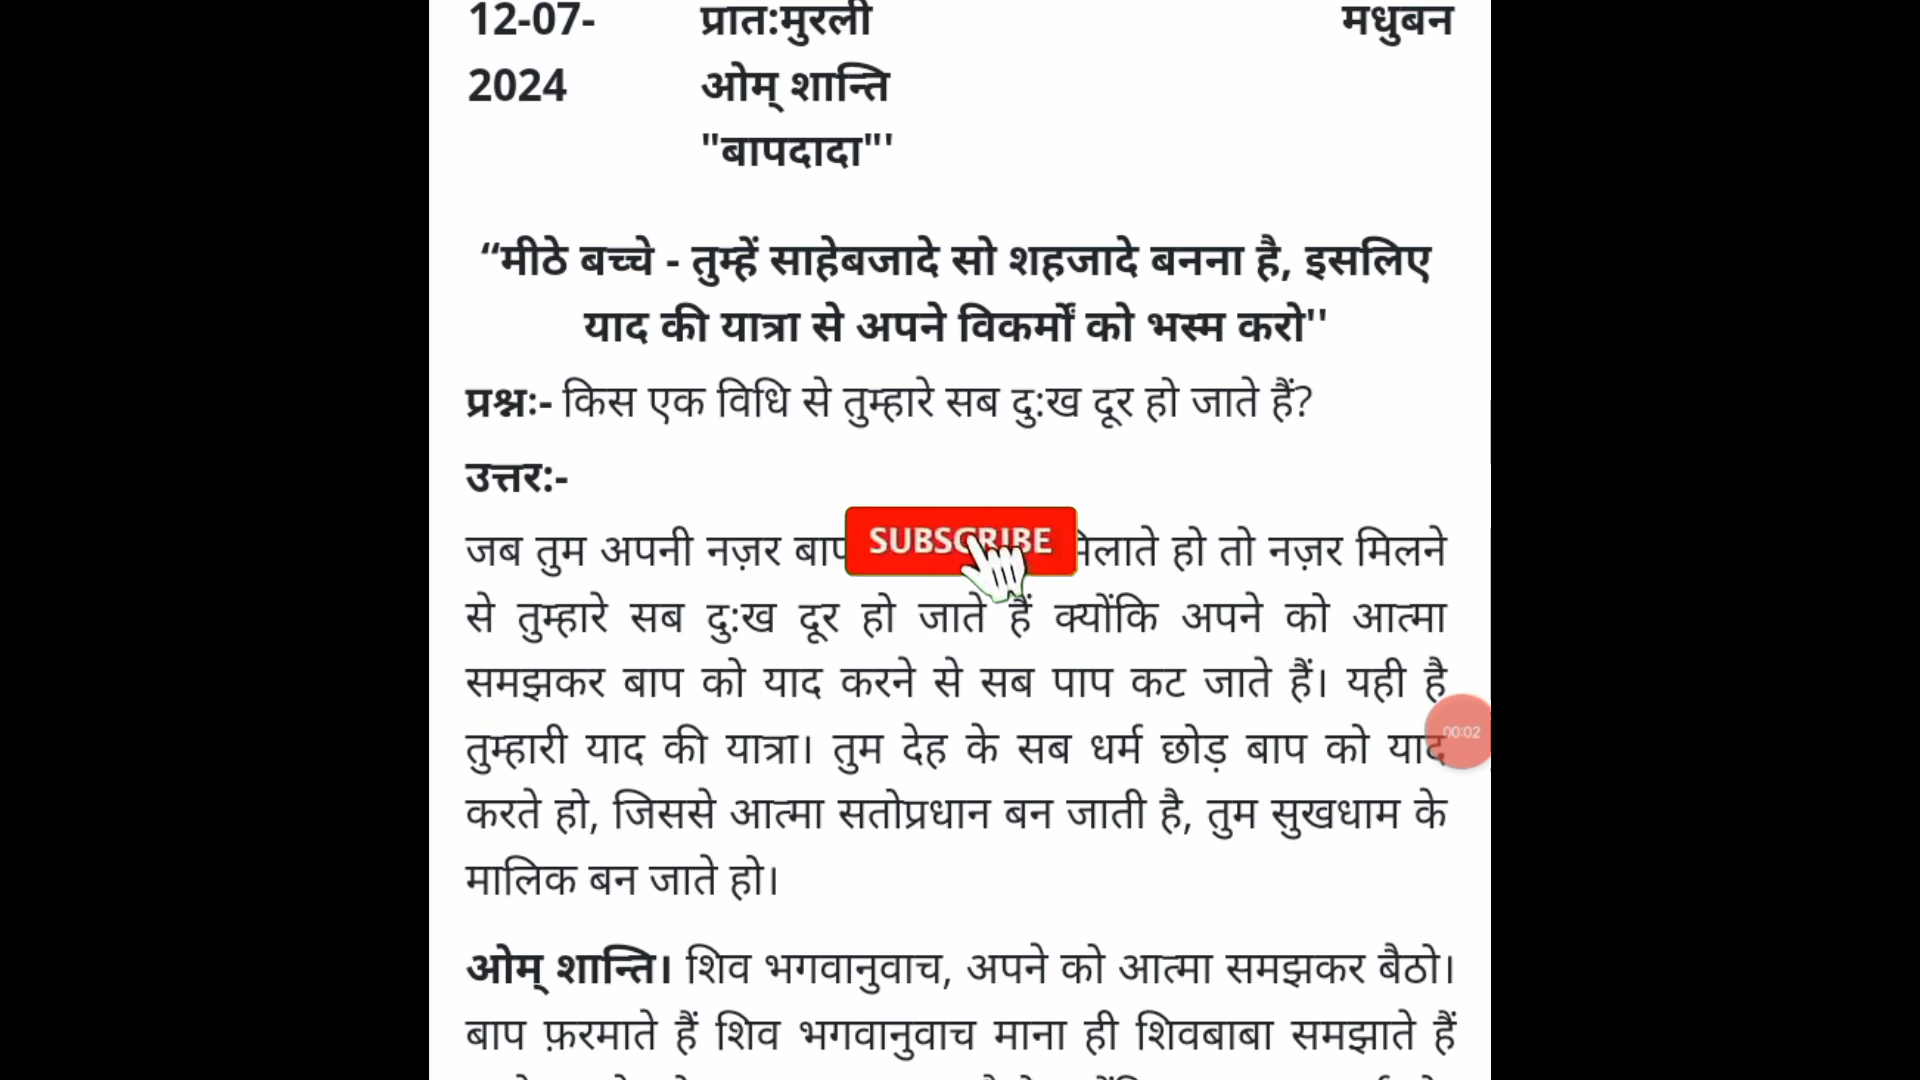 12-07- प्रात:मुरली मधुबन
2024 ओम् शान्ति
"बापदादा"'
“मीठे बच्चे - तुम्हें साहेबजादे सो शहजादे बनना है, इसलिए
याद की यात्रा से अपने विकर्मों को भस्म करो''
प्रश्नः- किस एक विधि से तुम्हारे सब दु:ख दूर हो जाते हैं?
उत्तर:-
जब तुम अपनी नज़र बाप SUBSCRIBE मिलाते हो तो नज़र मिलने
से तुम्हारे सब दु:ख दूर हो जाते हैं क्योंकि अपने को आत्मा
समझकर बाप को याद करने से सब पाप कट जाते हैं। यही है
तुम्हारी याद की यात्रा। तुम देह के सब धर्म छोड़ बाप को याद
00:02
करते हो, जिससे आत्मा सतोप्रधान बन जाती है, तुम सुखधाम के
मालिक बन जाते हो।
ओम् शान्ति। शिव भगवानुवाच, अपने को आत्मा समझकर बैठो।
बाप फ़रमाते हैं शिव भगवानुवाच माना ही शिवबाबा समझाते हैं